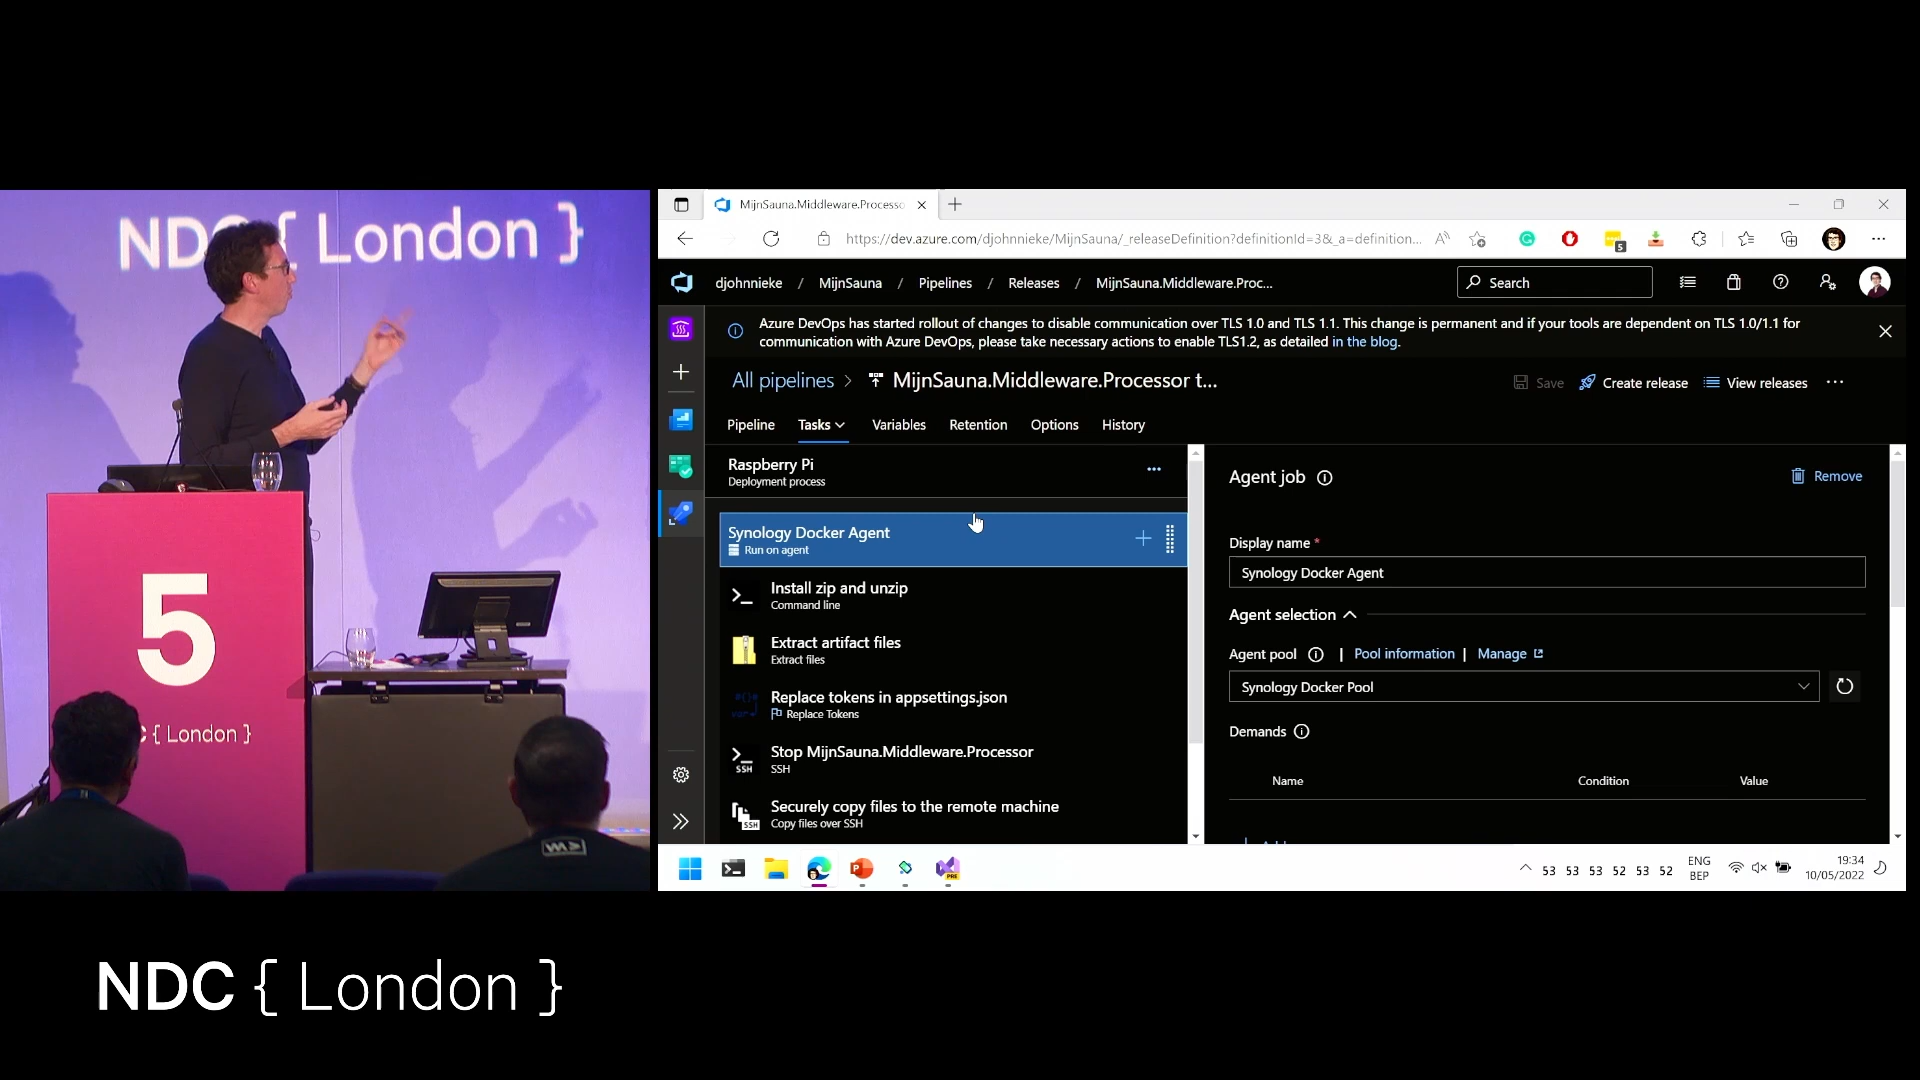 NDC { London }
5
{ London }
MijnSauna.Middleware.Processo
https://dev.azure.com/djohnnieke/MijnSauna/_releaseDefinition?definitionId=3&_a=definition...
5
djohnnieke / MijnSauna / Pipelines / Releases / MijnSauna.Middleware.Proc...
Search
Azure DevOps has started rollout of changes to disable communication over TLS 1.0 and TLS 1.1. This change is permanent and if your tools are dependent on TLS 1.0/1.1 for
communication with Azure DevOps, please take necessary actions to enable TLS1.2, as detailed in the blog.
All pipelines > MijnSauna.Middleware.Processor t...
Save Create release View releases
Pipeline Tasks Variables Retention Options History
Raspberry Pi
Deployment process
Synology Docker Agent
Run on agent
Install zip and unzip
Command line
Extract artifact files
Extract files
Replace tokens in appsettings.json
Replace Tokens
Stop MijnSauna.Middleware.Processor
SSH
SSH
Securely copy files to the remote machine
SSH
Copy files over SSH
Agent job
Remove
Display name *
Synology Docker Agent
Agent selection
Agent pool | Pool information | Manage
Synology Docker Pool
Demands
Name Condition Value
PRE
53 53 53 52 53 52
ENG
BEP
19:34
10/05/2022
NDC { London }